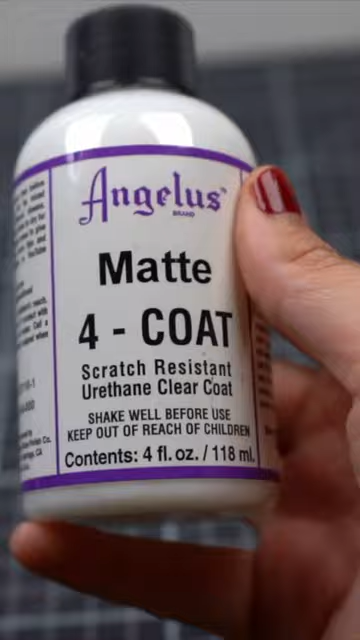 Angelus™
BRAND
Matte
4 - COAT
Scratch Resistant
Urethane Clear Coat
SHAKE WELL BEFORE USE
KEEP OUT OF REACH OF CHILDREN
Contents: 4 fl. oz. / 118 ml.